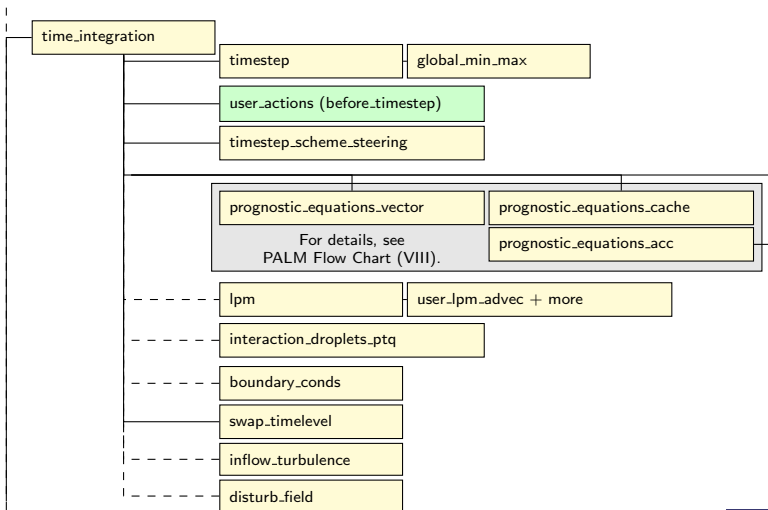 time_integration
timestep
global_min_max
user_actions (before_timestep)
timestep_scheme_steering
prognostic_equations_vector
prognostic_equations_cache
For details, see
PALM Flow Chart (VIII).
prognostic_equations_acc
lpm
user_lpm_advec + more
interaction_droplets_ptq
boundary_conds
swap_timelevel
inflow_turbulence
disturb_field